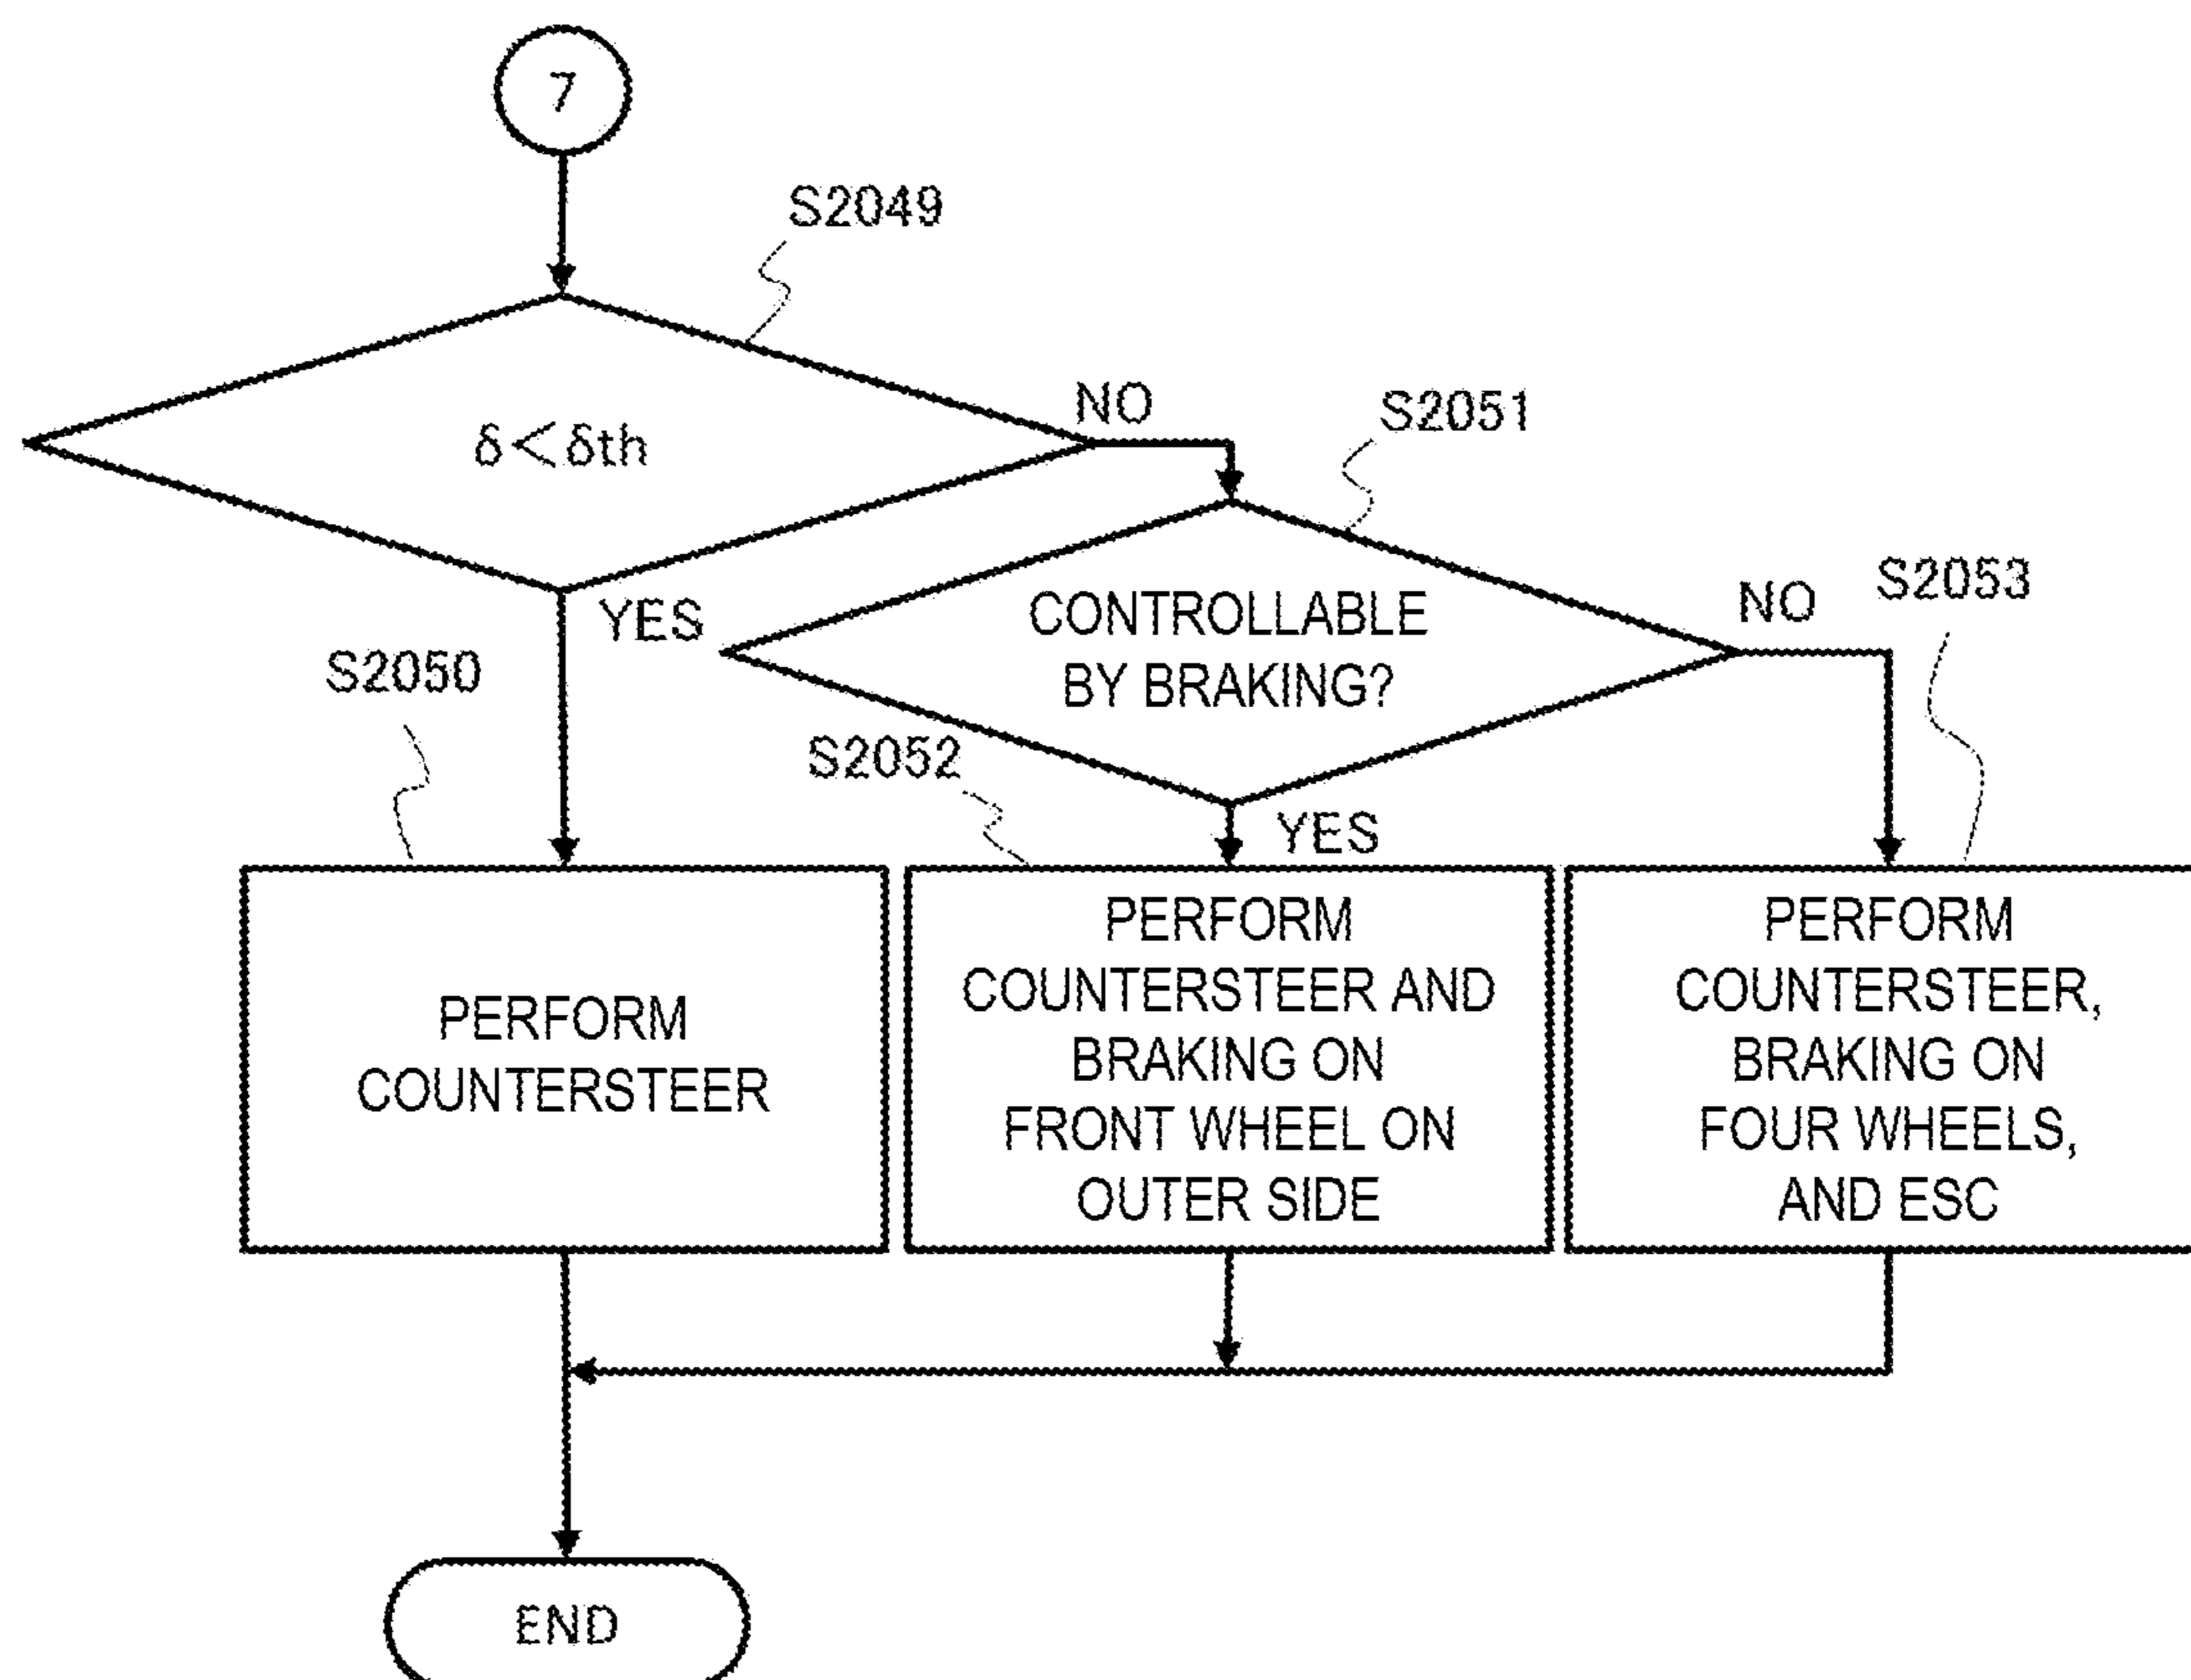 7
S2049
δ<δth
NO
S2051
YES
CONTROLLABLE
BY BRAKING?
NO
S2053
S2050
S2052
YES
PERFORM
COUNTERSTEER
PERFORM
COUNTERSTEER AND
BRAKING ON
FRONT WHEEL ON
OUTER SIDE
PERFORM
COUNTERSTEER,
BRAKING ON
FOUR WHEELS,
AND ESC
END